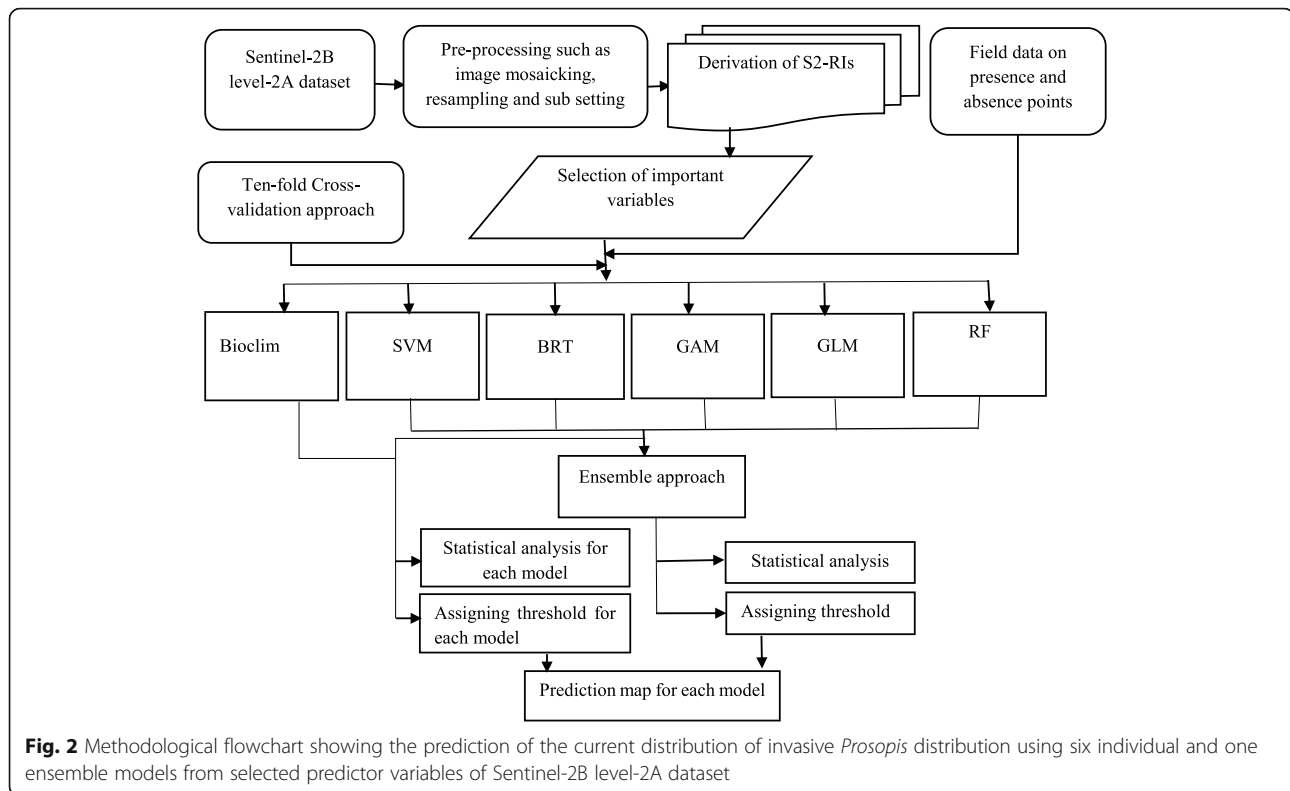 Sentinel-2B
level-2A dataset
Pre-processing such as
image mosaicking,
resampling and sub setting
Derivation of S2-RIs
Field data on
presence and
absence points
Ten-fold Cross-
validation approach
Selection of important
variables
Bioclim
SVM
BRT
GAM
GLM
RF
Ensemble approach
Statistical analysis for
each model
Statistical analysis
Assigning threshold for
each model
Assigning threshold
Prediction map for each model
Fig. 2 Methodological flowchart showing the prediction of the current distribution of invasive Prosopis distribution using six individual and one
ensemble models from selected predictor variables of Sentinel-2B level-2A dataset